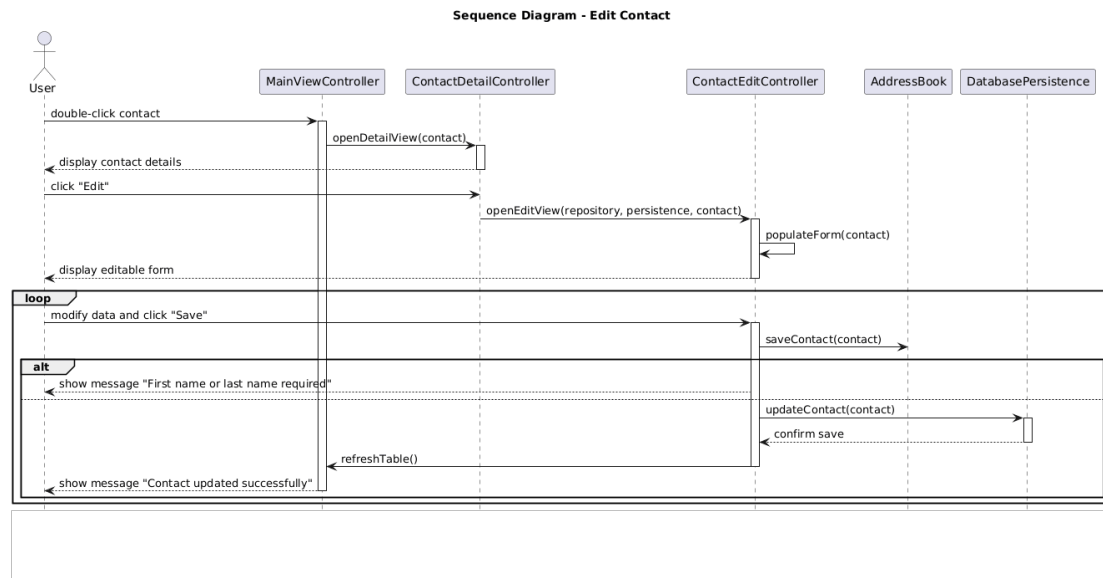 Sequence Diagram - Edit Contact
User
MainViewController
ContactDetailController
ContactEditController
AddressBook
DatabasePersistence
double-click contact
openDetailView(contact)
display contact details
click "Edit"
openEditView(repository, persistence, contact)
populateForm(contact)
display editable form
loop
modify data and click "Save"
saveContact(contact)
alt
show message "First name or last name required"
updateContact(contact)
confirm save
refreshTable()
show message "Contact updated successfully"